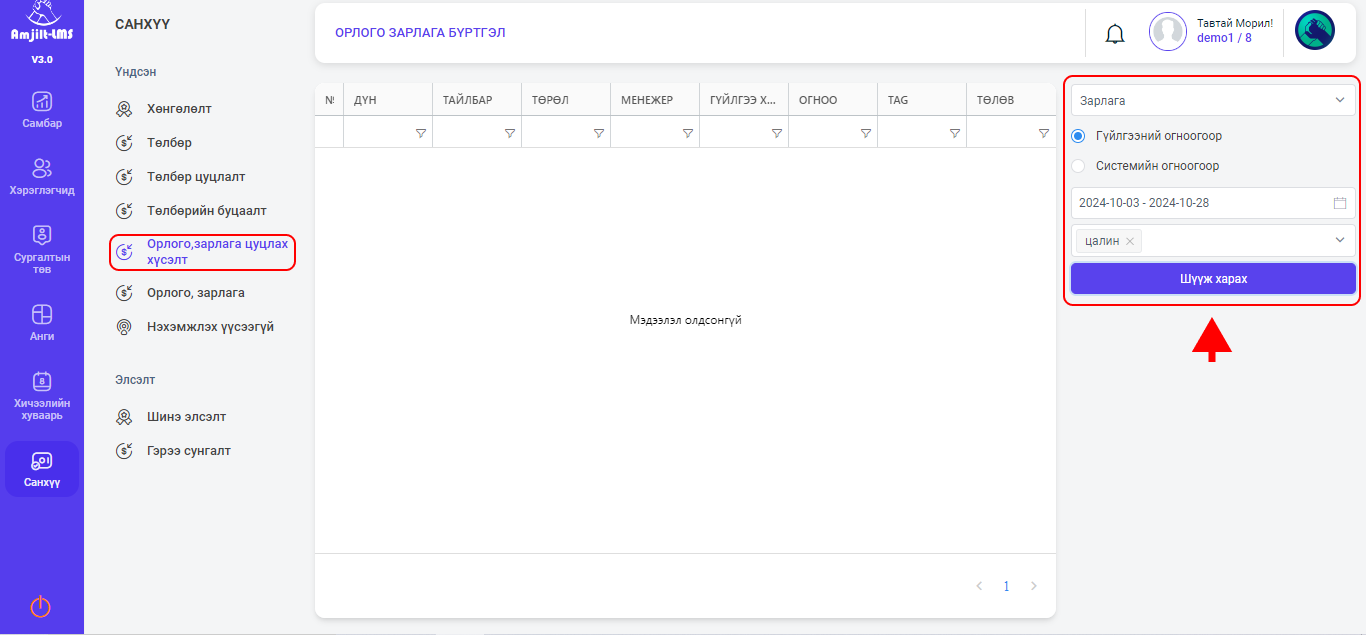 Amjilt-LMS
V3.0
Самбар
Хэрэглэгчид
Сургалтын
төв
Анги
8
Хичээлийн
хуваарь
Санхүү
САНХҮҮ
Үндсэн
Хөнгөлөлт
Төлбөр
Төлбөр цуцлалт
Төлбөрийн буцаалт
Орлого,зарлага цуцлах
хүсэлт
Орлого, зарлага
Нэхэмжлэх үүсээгүй
Элсэлт
Шинэ элсэлт
Гэрээ сунгалт
ОРЛОГО ЗАРЛАГА БҮРТГЭЛ
Тавтай Морил!
demo1 / 8
№ ДҮН ТАЙЛБАР ТӨРӨЛ МЕНЕЖЕР ГҮЙЛГЭЭ Х... ОГНОО TAG ТӨЛӨВ
Мэдээлэл олдсонгүй
1
Зарлага
Гүйлгээний огноогоор
Системийн огноогоор
2024-10-03 - 2024-10-28
цалин
Шүүж харах